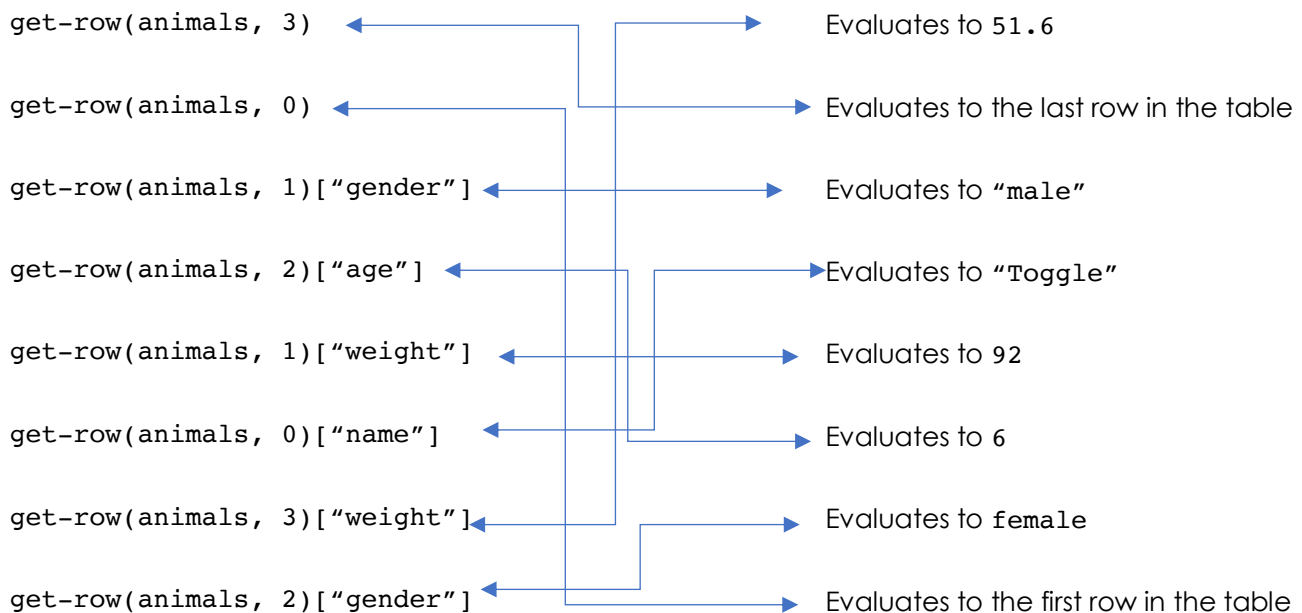 get-row(animals, 3) Evaluates to 51.6
get-row(animals, 0) Evaluates to the last row in the table
get-row(animals, 1)[“gender”] Evaluates to “male”
get-row(animals, 2)[“age”] Evaluates to “Toggle”
get-row(animals, 1)[“weight”] Evaluates to 92
get-row(animals, 0)[“name”] Evaluates to 6
get-row(animals, 3)[“weight”] Evaluates to female
get-row(animals, 2)[“gender”] Evaluates to the first row in the table